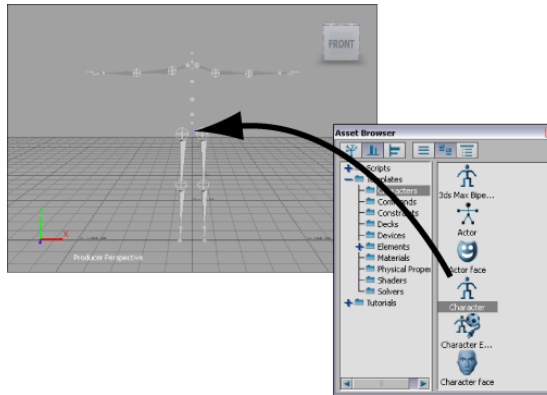 FRONT
X
Producer Perspective
Asset Browser
Scripts
Templates
Characters
Commands
Constraints
Decks
Devices
Elements
Materials
Physical Proper
Shaders
Solvers
Tutorials
3ds Max Bipe...
Actor
Actor face
Character
Character E...
Character face